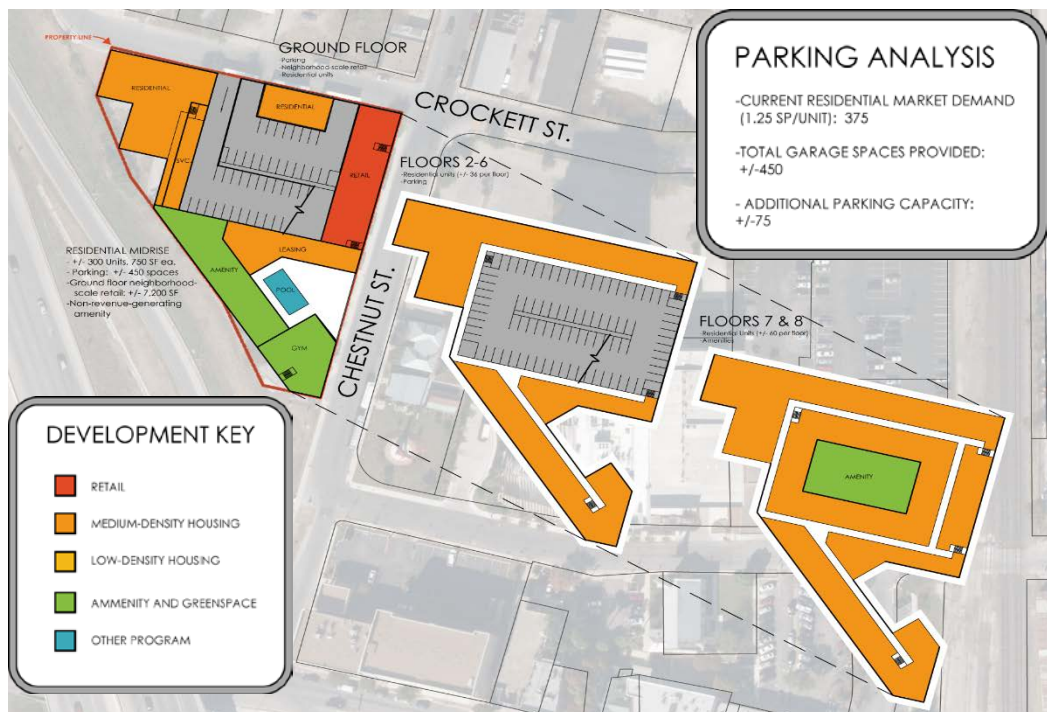 PROPERTY LINE
GROUND FLOOR
-Parking
-Neighborhood-scale retail
-Residential units
RESIDENTIAL
RESIDENTIAL
SVC
RETAIL
LEASING
AMENITY
POOL
GYM
RESIDENTIAL MIDRISE
- +/- 300 Units, 750 SF ea.
- Parking: +/- 450 spaces
-Ground floor neighborhood-
scale retail: +/- 7,200 SF
-Non-revenue-generating
amenity
CROCKETT ST.
CHESTNUT ST.
FLOORS 2-6
-Residential units (+/- 36 per floor)
-Parking
FLOORS 7 & 8
-Residential Units (+/- 60 per floor)
-Amenities
AMENITY
PARKING ANALYSIS
-CURRENT RESIDENTIAL MARKET DEMAND
(1.25 SP/UNIT): 375
-TOTAL GARAGE SPACES PROVIDED:
+/-450
- ADDITIONAL PARKING CAPACITY:
+/-75
DEVELOPMENT KEY
RETAIL
MEDIUM-DENSITY HOUSING
LOW-DENSITY HOUSING
AMMENITY AND GREENSPACE
OTHER PROGRAM